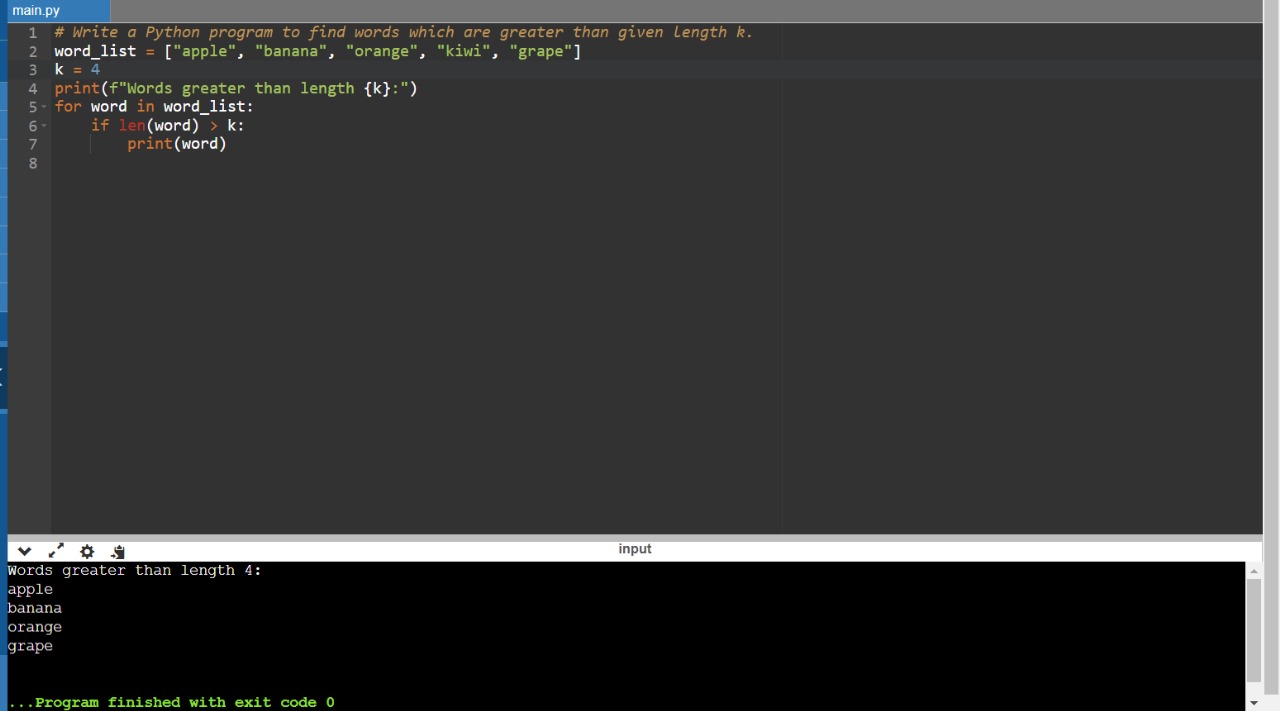 main.py
1 # Write a Python program to find words which are greater than given length k.
2 word_list = ["apple", "banana", "orange", "kiwi", "grape"]
3 k = 4
4 print(f"Words greater than length {k}:")
5 for word in word_list:
6     if len(word) > k:
7         print(word)
8
input
Words greater than length 4:
apple
banana
orange
grape
...Program finished with exit code 0